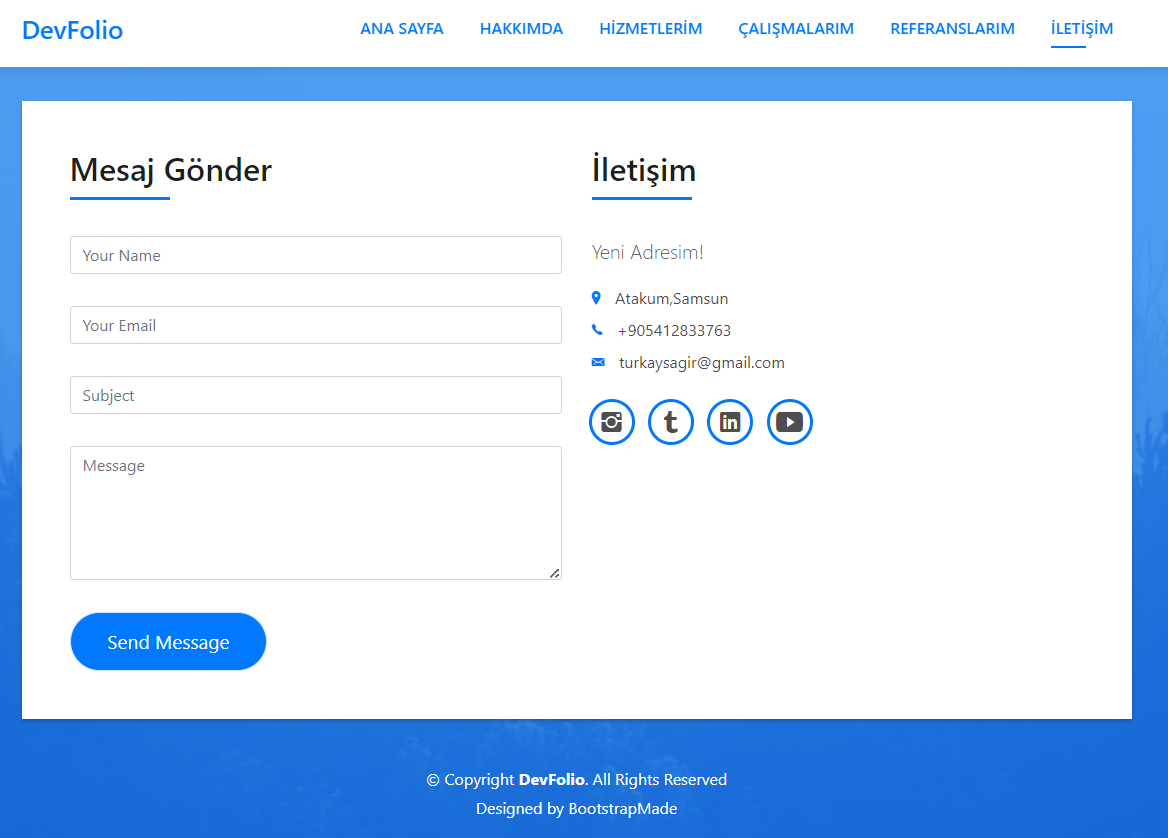 DevFolio
ANA SAYFA HAKKIMDA HİZMETLERİM ÇALIŞMALARIM REFERANSLARIM İLETİŞİM
Mesaj Gönder
Your Name
Your Email
Subject
Message
Send Message
İletişim
Yeni Adresim!
Atakum,Samsun
+905412833763
turkaysagir@gmail.com
© Copyright DevFolio. All Rights Reserved
Designed by BootstrapMade